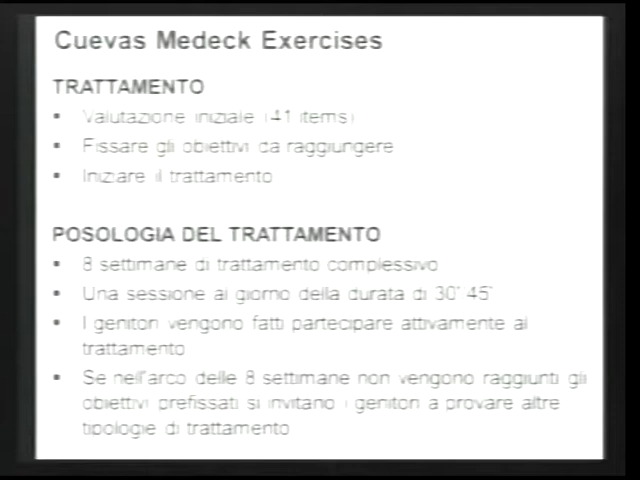 Cuevas Medeck Exercises
TRATTAMENTO
▪ Valutazione iniziale (41 items)
▪ Fissare gli obiettivi da raggiungere
▪ Iniziare il trattamento
POSOLOGIA DEL TRATTAMENTO
▪ 8 settimane di trattamento complessivo
▪ Una sessione al giorno della durata di 30' 45'
▪ I genitori vengono fatti partecipare attivamente al
trattamento
▪ Se nell'arco delle 8 settimane non vengono raggiunti gli
obiettivi prefissati si invitano i genitori a provare altre
tipologie di trattamento